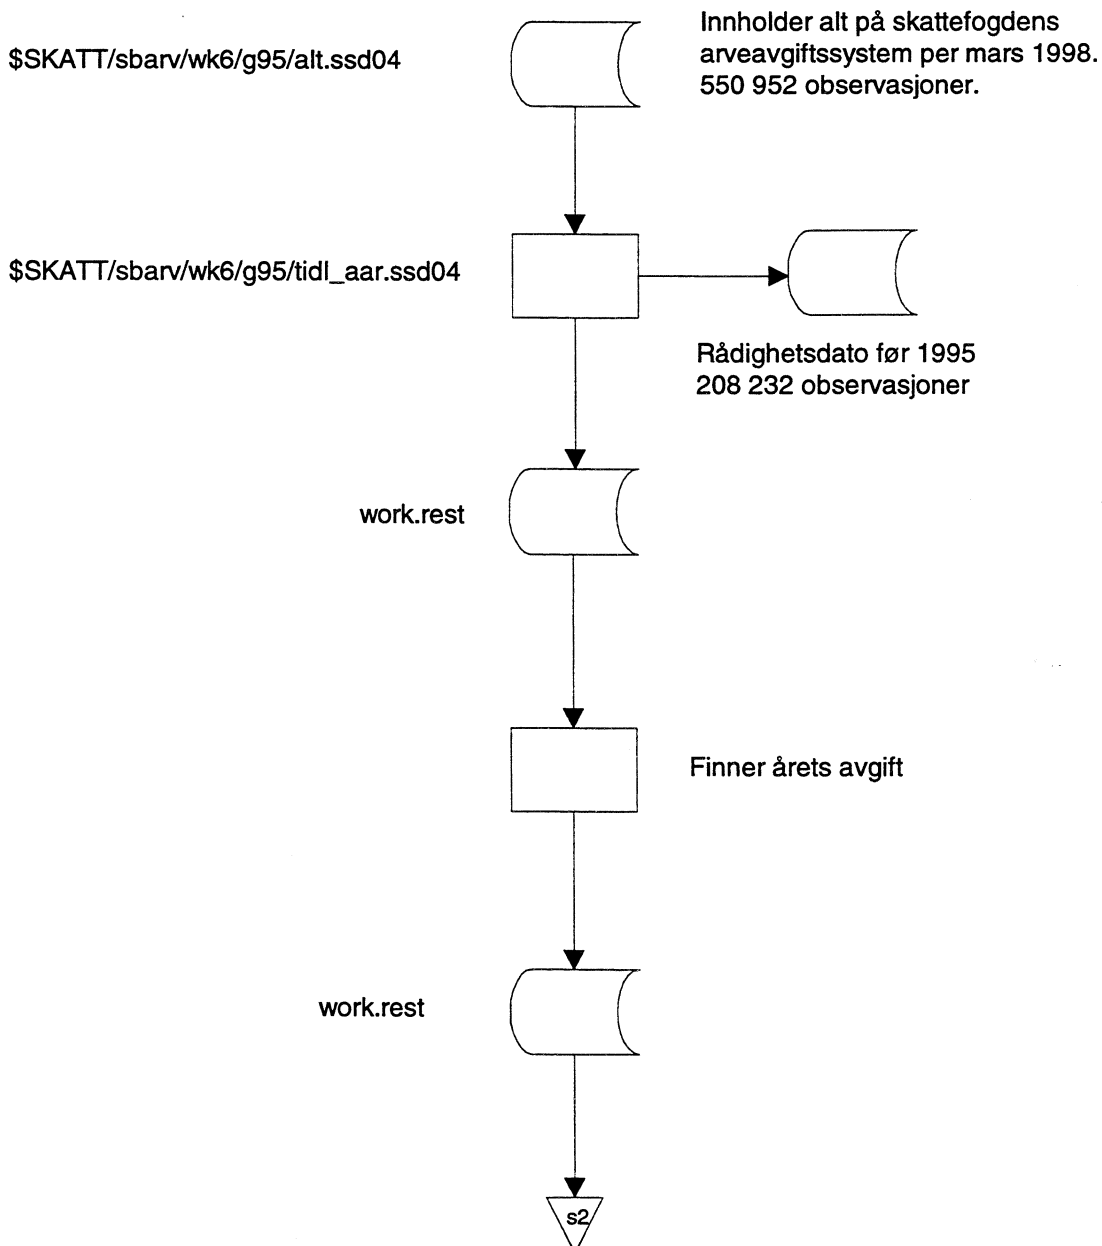 $SKATT/sbarv/wk6/g95/alt.ssd04
Innholder alt på skattefogdens
arveavgiftssystem per mars 1998.
550 952 observasjoner.
$SKATT/sbarv/wk6/g95/tidl_aar.ssd04
Rådighetsdato før 1995
208 232 observasjoner
work.rest
Finner årets avgift
work.rest
s2